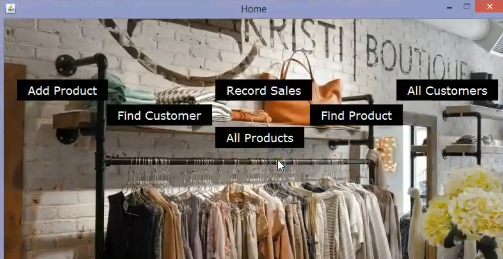 Home
KRISTI | BOUTIQUE
Add Product
Record Sales
All Customers
Find Customer
Find Product
All Products